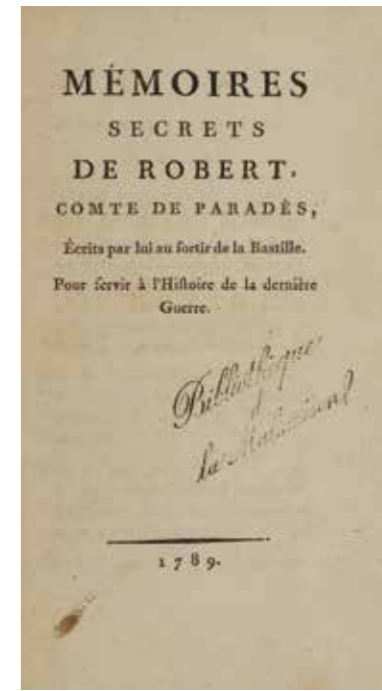 MÉMOIRES
SECRETS
DE ROBERT,
COMTE DE PARADÈS,
Écrits par lui au ſortir de la Baſtille.
Pour ſervir à l'Hiſtoire de la dernière
Guerre.
Bibliothèque
d
la Malmaison
1789.